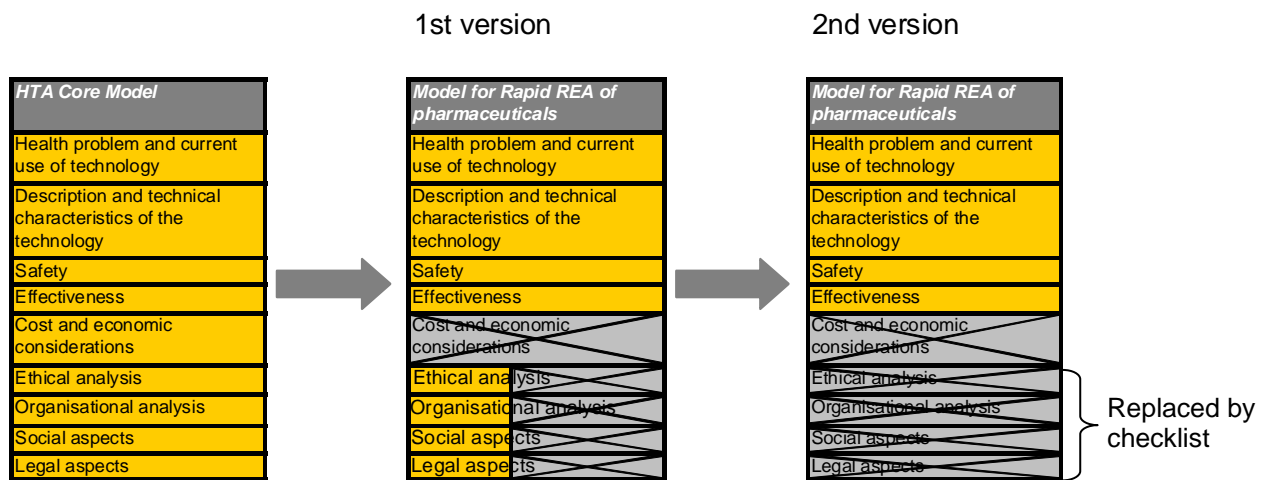 1st version
2nd version
HTA Core Model
Health problem and current
use of technology
Description and technical
characteristics of the
technology
Safety
Effectiveness
Cost and economic
considerations
Ethical analysis
Organisational analysis
Social aspects
Legal aspects
Model for Rapid REA of
pharmaceuticals
Health problem and current
use of technology
Description and technical
characteristics of the
technology
Safety
Effectiveness
Cost and economic
considerations
Ethical analysis
Organisational analysis
Social aspects
Legal aspects
Model for Rapid REA of
pharmaceuticals
Health problem and current
use of technology
Description and technical
characteristics of the
technology
Safety
Effectiveness
Cost and economic
considerations
Ethical analysis
Organisational analysis
Social aspects
Legal aspects
Replaced by
checklist